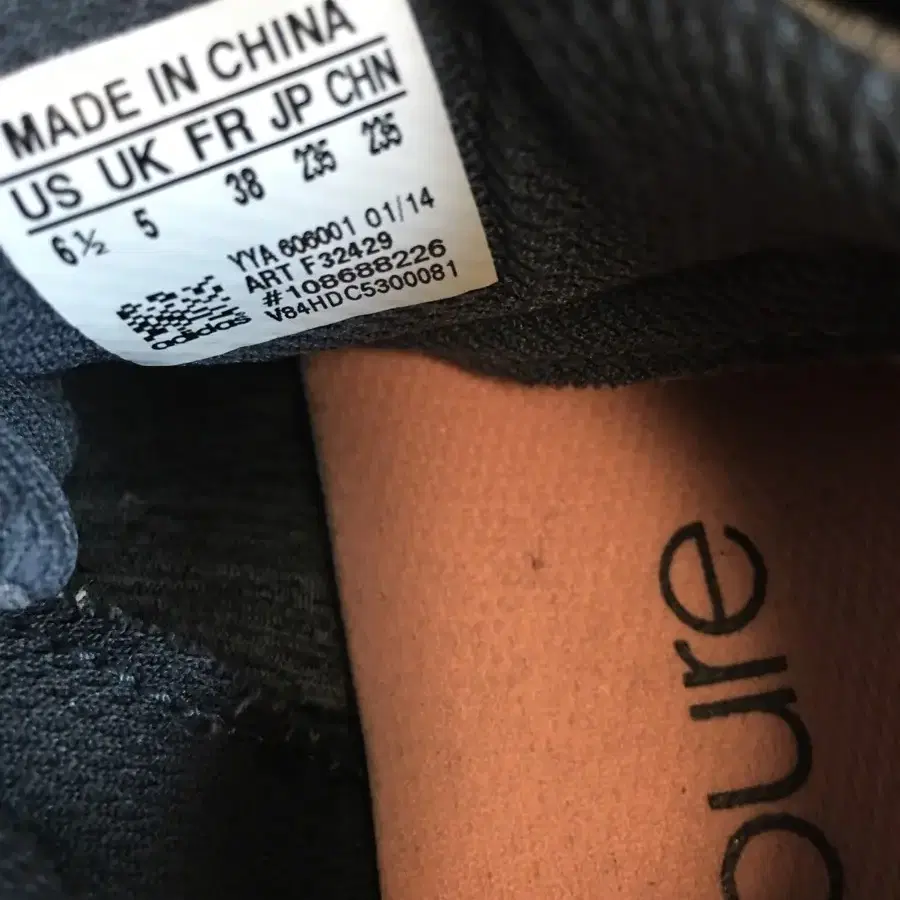 MADE IN CHINA
US UK FR JP CHN
6½ 5 38 235 235
YYA 606001 01/14
ART F32429
#108688226
V84HDC5300081
adidas
pure